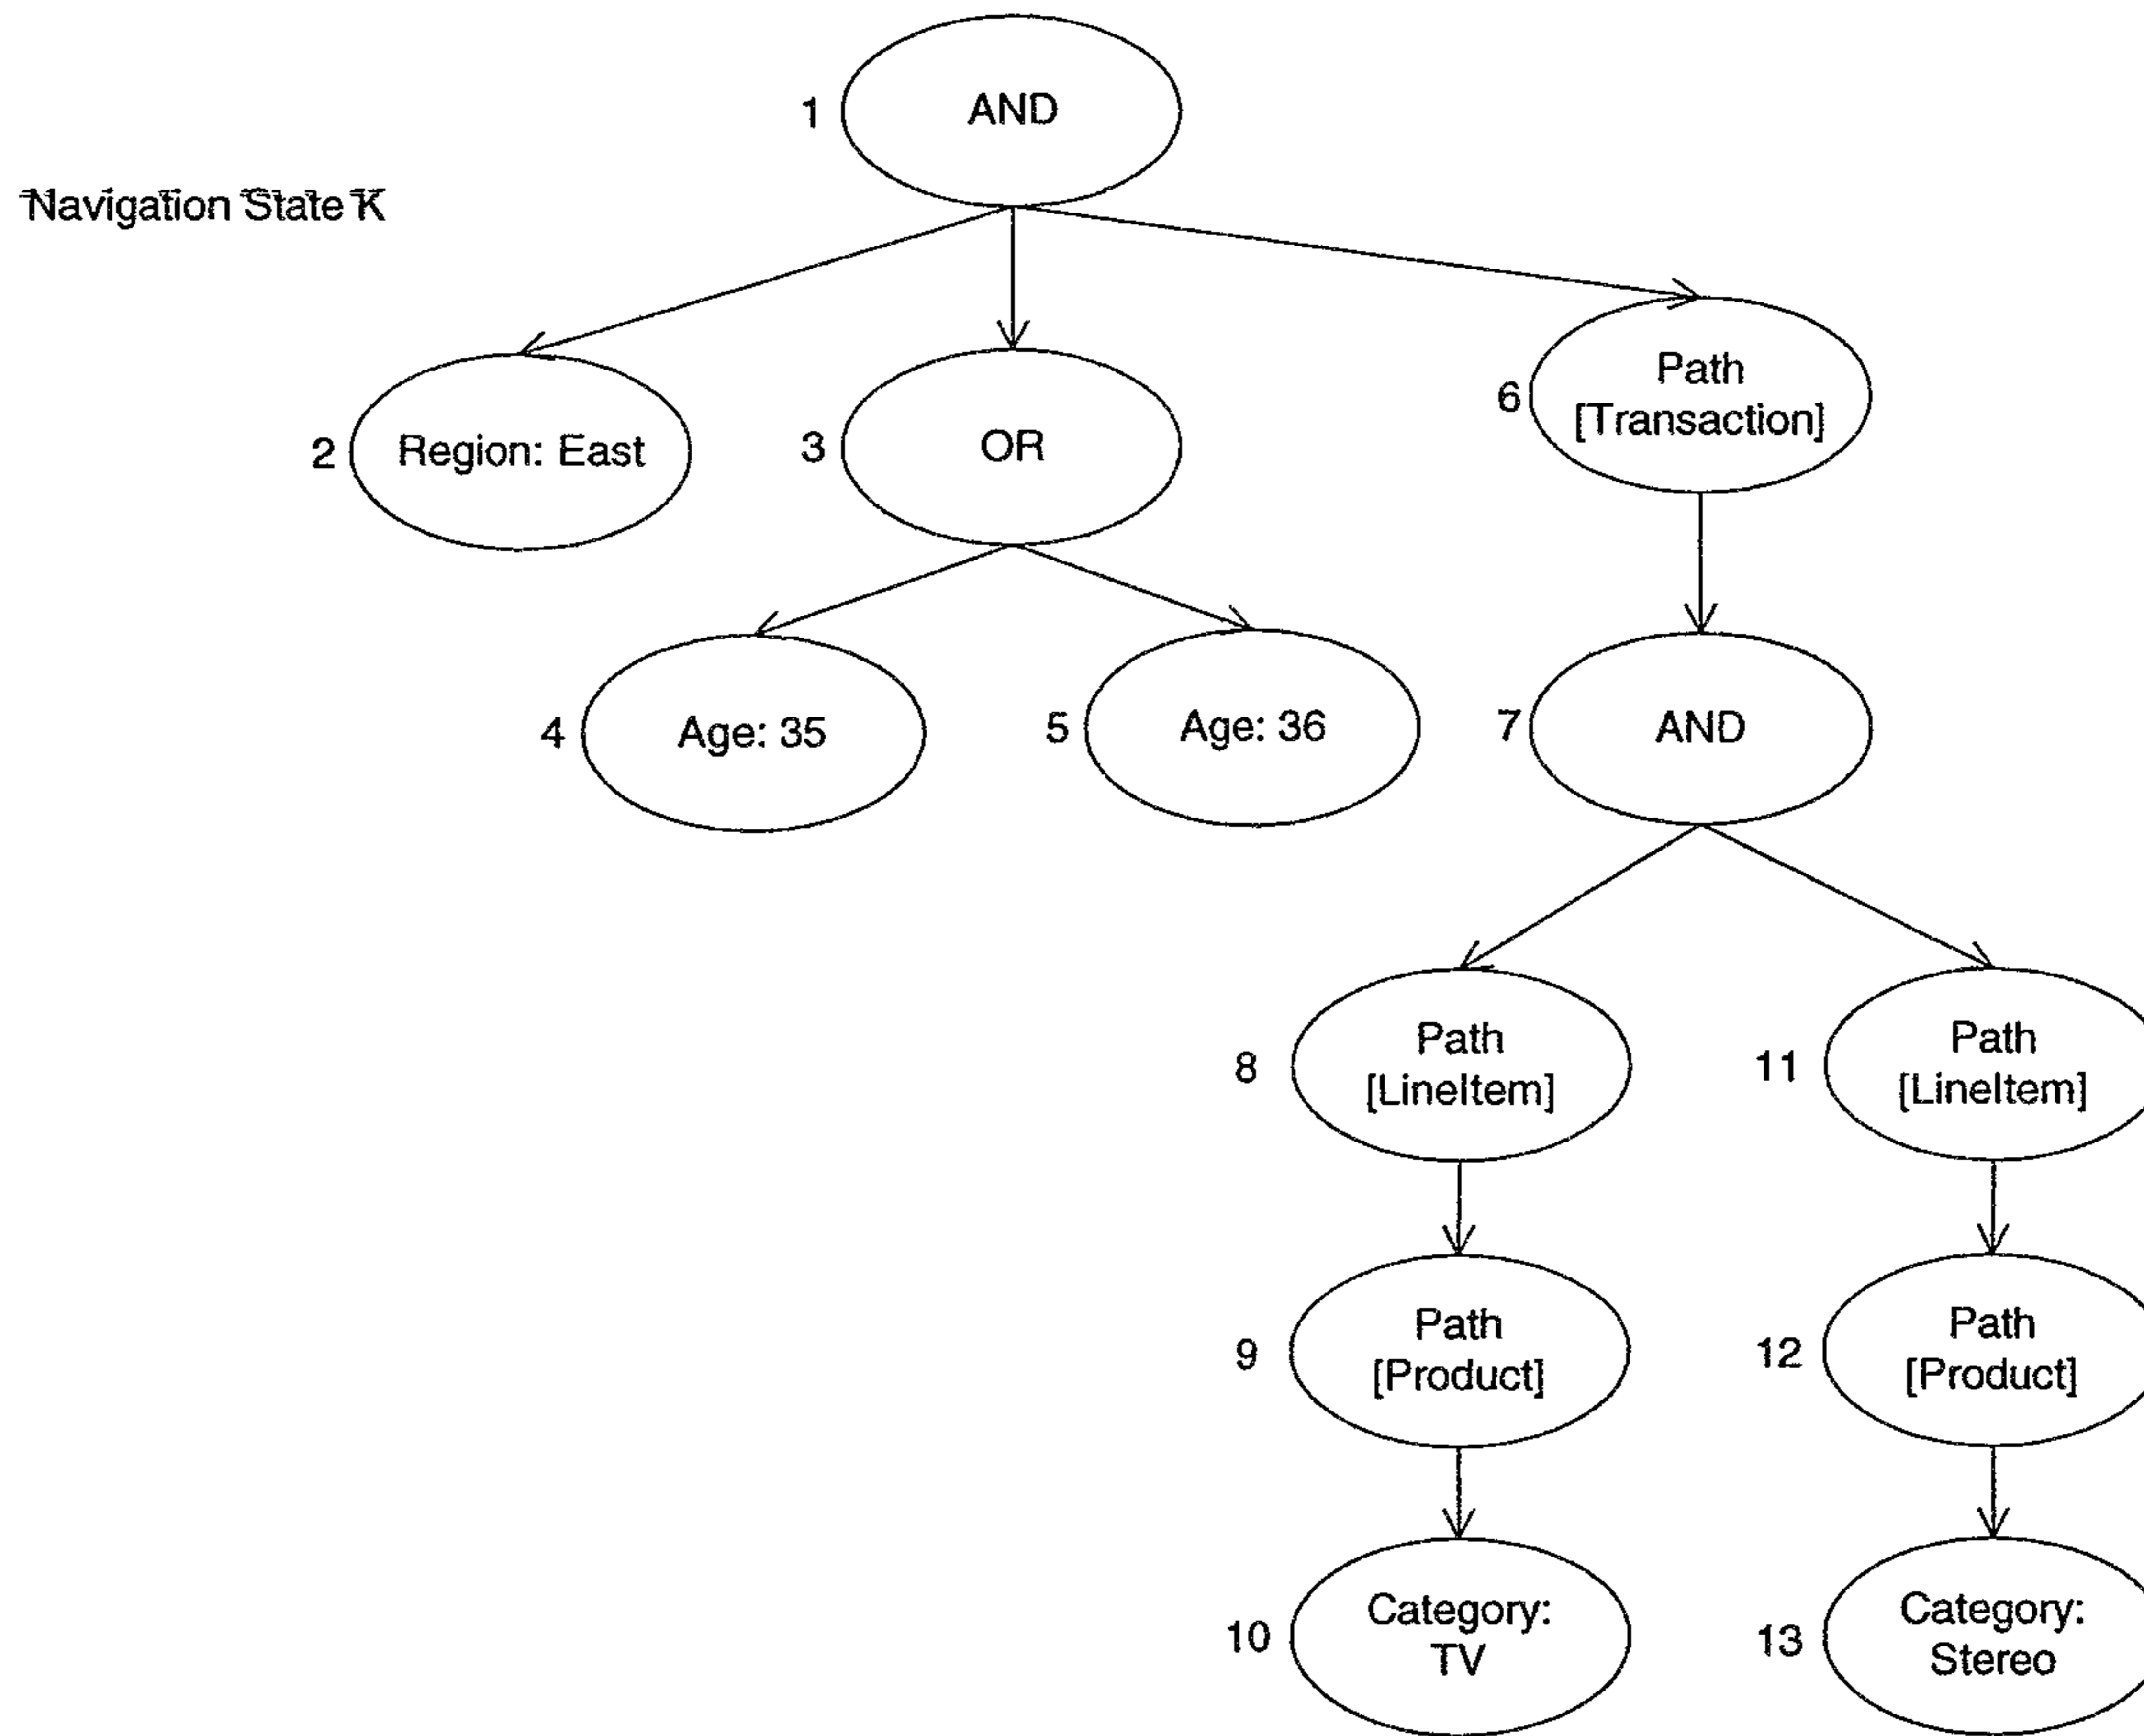 1
AND
Navigation State K
2
Region: East
3
OR
6
Path
[Transaction]
4
Age: 35
5
Age: 36
7
AND
8
Path
[LineItem]
11
Path
[LineItem]
9
Path
[Product]
12
Path
[Product]
10
Category:
TV
13
Category:
Stereo